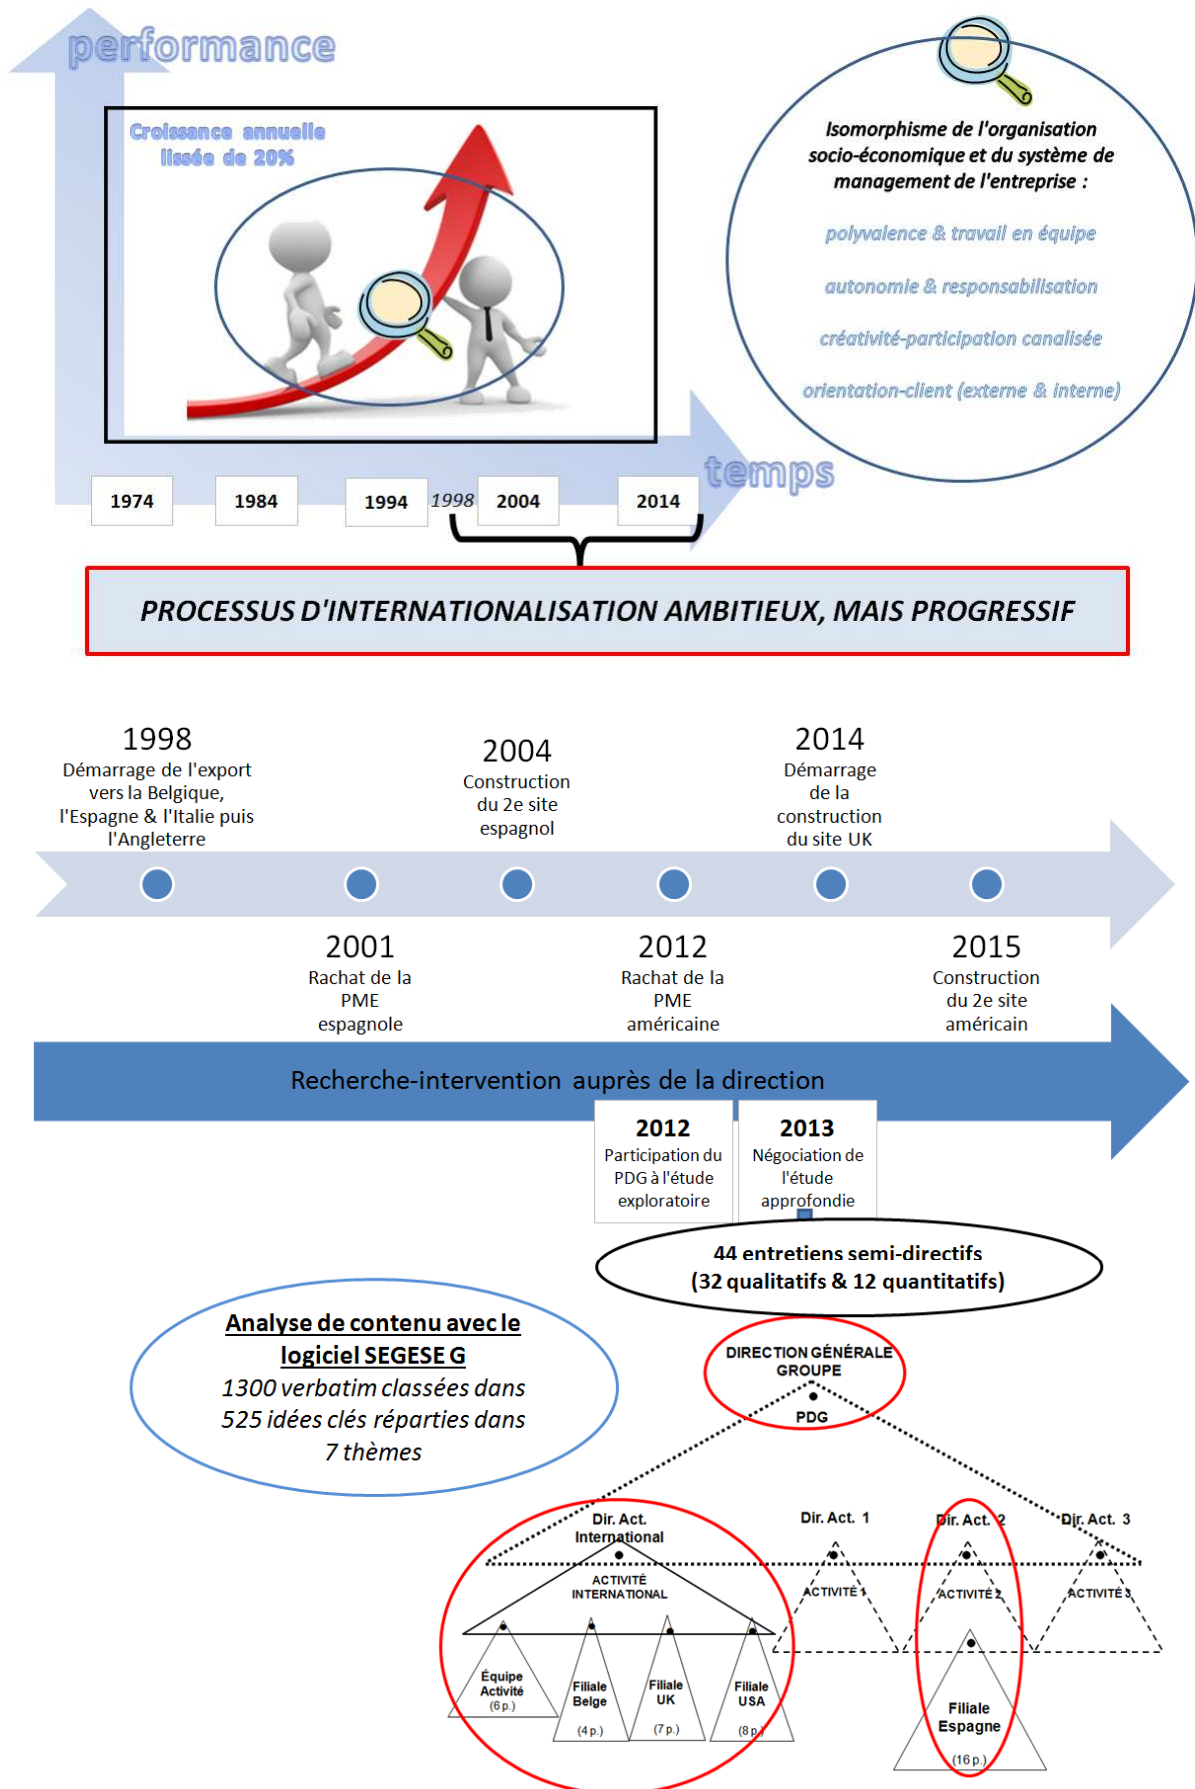 performance
Croissance annuelle
lissée de 20%
Isomorphisme de l'organisation
socio-économique et du système de
management de l'entreprise :
polyvalence & travail en équipe
autonomie & responsabilisation
créativité-participation canalisée
orientation-client (externe & interne)
temps
1974
1984
1994
1998
2004
2014
PROCESSUS D'INTERNATIONALISATION AMBITIEUX, MAIS PROGRESSIF
1998
Démarrage de l'export
vers la Belgique,
l'Espagne & l'Italie puis
l'Angleterre
2004
Construction
du 2e site
espagnol
2014
Démarrage
de la
construction
du site UK
2001
Rachat de la
PME
espagnole
2012
Rachat de la
PME
américaine
2015
Construction
du 2e site
américain
Recherche-intervention auprès de la direction
2012
Participation du
PDG à l'étude
exploratoire
2013
Négociation de
l'étude
approfondie
44 entretiens semi-directifs
(32 qualitatifs & 12 quantitatifs)
Analyse de contenu avec le
logiciel SEGESE G
1300 verbatim classées dans
525 idées clés réparties dans
7 thèmes
DIRECTION GÉNÉRALE
GROUPE
PDG
Dir. Act.
International
Dir. Act. 1
Dir. Act. 2
Dir. Act. 3
ACTIVITÉ
INTERNATIONAL
ACTIVITÉ 1
ACTIVITÉ 2
ACTIVITÉ 3
Équipe
Activité
(6 p.)
Filiale
Belge
(4 p.)
Filiale
UK
(7 p.)
Filiale
USA
(8 p.)
Filiale
Espagne
(16 p.)